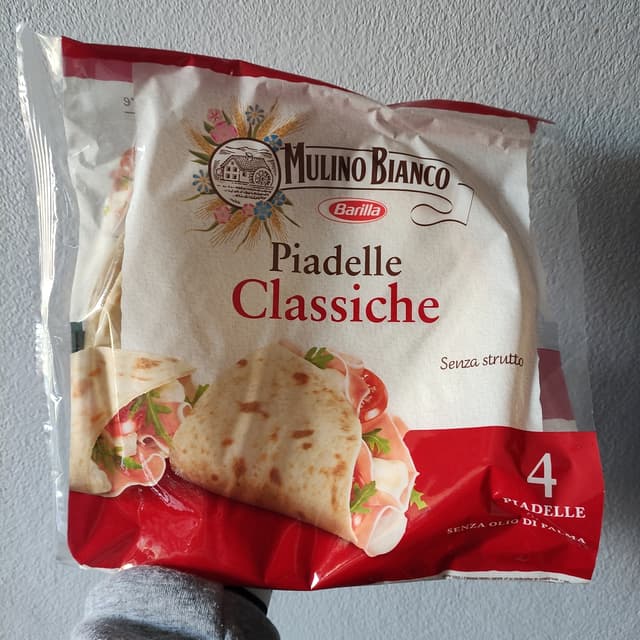 MULINO BIANCO
Barilla
Piadelle
Classiche
Senza strutto
4
PIADELLE
SENZA OLIO DI PALMA